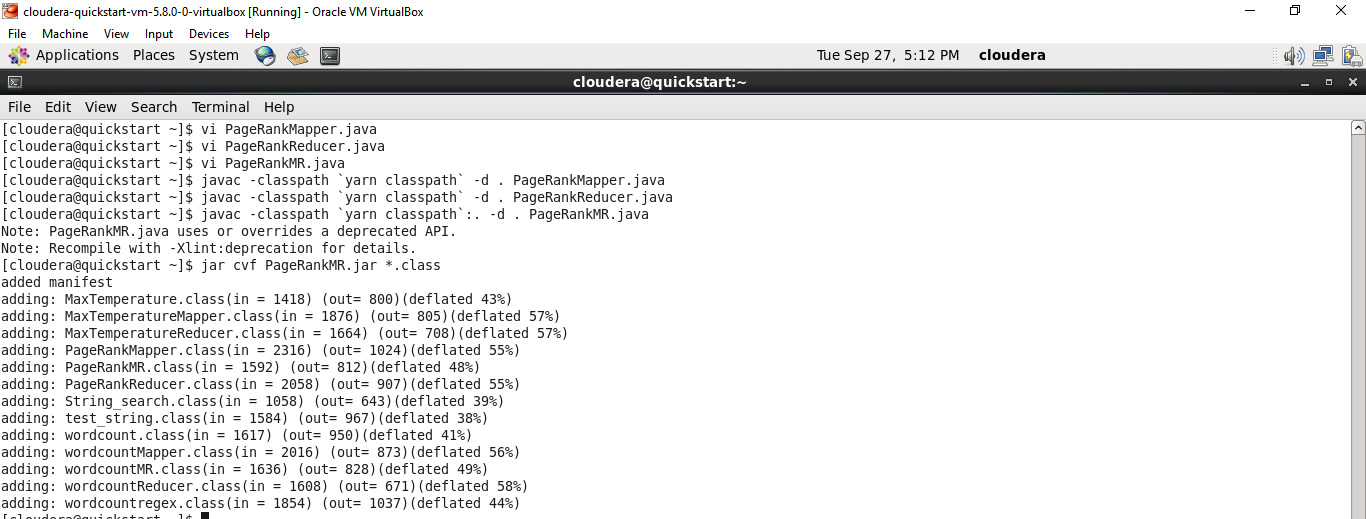 cloudera-quickstart-vm-5.8.0-0-virtualbox [Running] - Oracle VM VirtualBox
File Machine View Input Devices Help
Applications Places System Tue Sep 27, 5:12 PM cloudera
cloudera@quickstart:~
File Edit View Search Terminal Help
[cloudera@quickstart ~]$ vi PageRankMapper.java
[cloudera@quickstart ~]$ vi PageRankReducer.java
[cloudera@quickstart ~]$ vi PageRankMR.java
[cloudera@quickstart ~]$ javac -classpath `yarn classpath` -d . PageRankMapper.java
[cloudera@quickstart ~]$ javac -classpath `yarn classpath` -d . PageRankReducer.java
[cloudera@quickstart ~]$ javac -classpath `yarn classpath`:. -d . PageRankMR.java
Note: PageRankMR.java uses or overrides a deprecated API.
Note: Recompile with -Xlint:deprecation for details.
[cloudera@quickstart ~]$ jar cvf PageRankMR.jar *.class
added manifest
adding: MaxTemperature.class(in = 1418) (out= 800)(deflated 43%)
adding: MaxTemperatureMapper.class(in = 1876) (out= 805)(deflated 57%)
adding: MaxTemperatureReducer.class(in = 1664) (out= 708)(deflated 57%)
adding: PageRankMapper.class(in = 2316) (out= 1024)(deflated 55%)
adding: PageRankMR.class(in = 1592) (out= 812)(deflated 48%)
adding: PageRankReducer.class(in = 2058) (out= 907)(deflated 55%)
adding: String_search.class(in = 1058) (out= 643)(deflated 39%)
adding: test_string.class(in = 1584) (out= 967)(deflated 38%)
adding: wordcount.class(in = 1617) (out= 950)(deflated 41%)
adding: wordcountMapper.class(in = 2016) (out= 873)(deflated 56%)
adding: wordcountMR.class(in = 1636) (out= 828)(deflated 49%)
adding: wordcountReducer.class(in = 1608) (out= 671)(deflated 58%)
adding: wordcountregex.class(in = 1854) (out= 1037)(deflated 44%)
[cloudera@quickstart ~]$